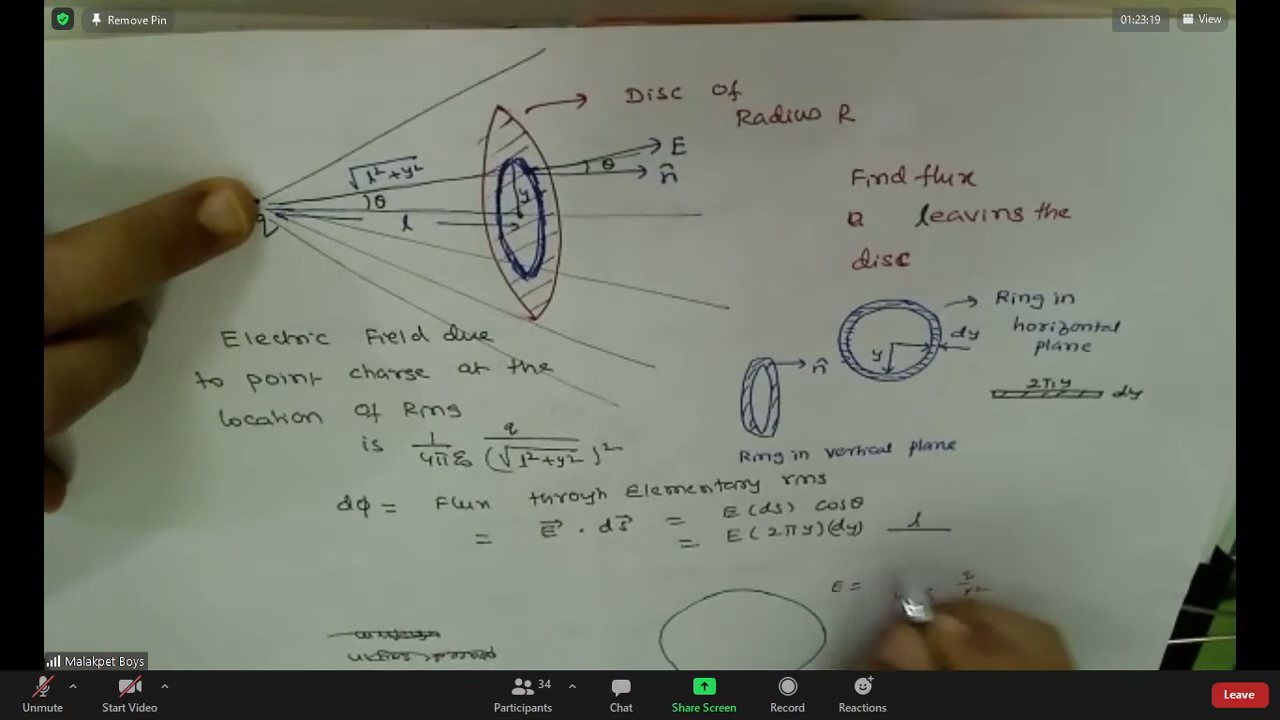 Remove Pin
01:23:19
View
Disc of
Radius R
√l²+y²
E
θ
n̂
θ
y
q
l
Find flux
leaving the
disc
Ring in
horizontal
plane
dy
y
n̂
2πy
dy
Electric Field due
to point charge at the
location of Ring
is 1/4πε q/(√l²+y²)²
Ring in vertical plane
dφ = Flux through Elementary ring
= E⃗ . ds⃗ = E(ds) cosθ
= E(2πy)(dy) l
E = q/r²
Malakpet Boys
34
Unmute
Start Video
Participants
Chat
Share Screen
Record
Reactions
Leave